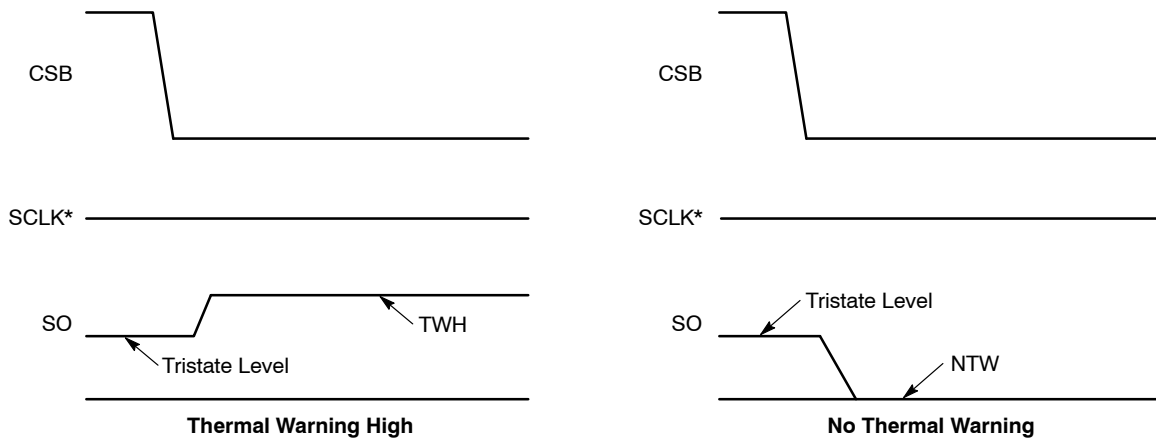 CSB
SCLK*
SO
TWH
Tristate Level
Thermal Warning High
CSB
SCLK*
SO
Tristate Level
NTW
No Thermal Warning